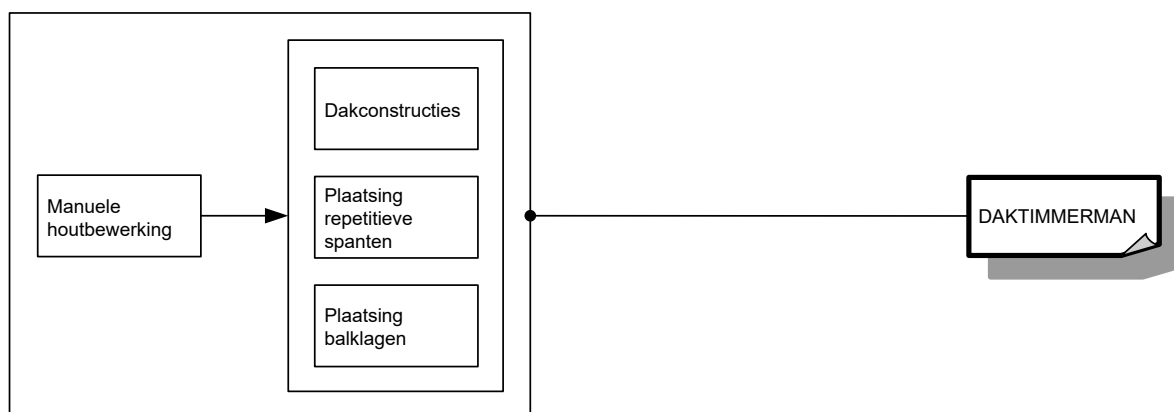 Dakconstructies
Manuele
houtbewerking
Plaatsing
repetitieve
spanten
Plaatsing
balklagen
DAKTIMMERMAN